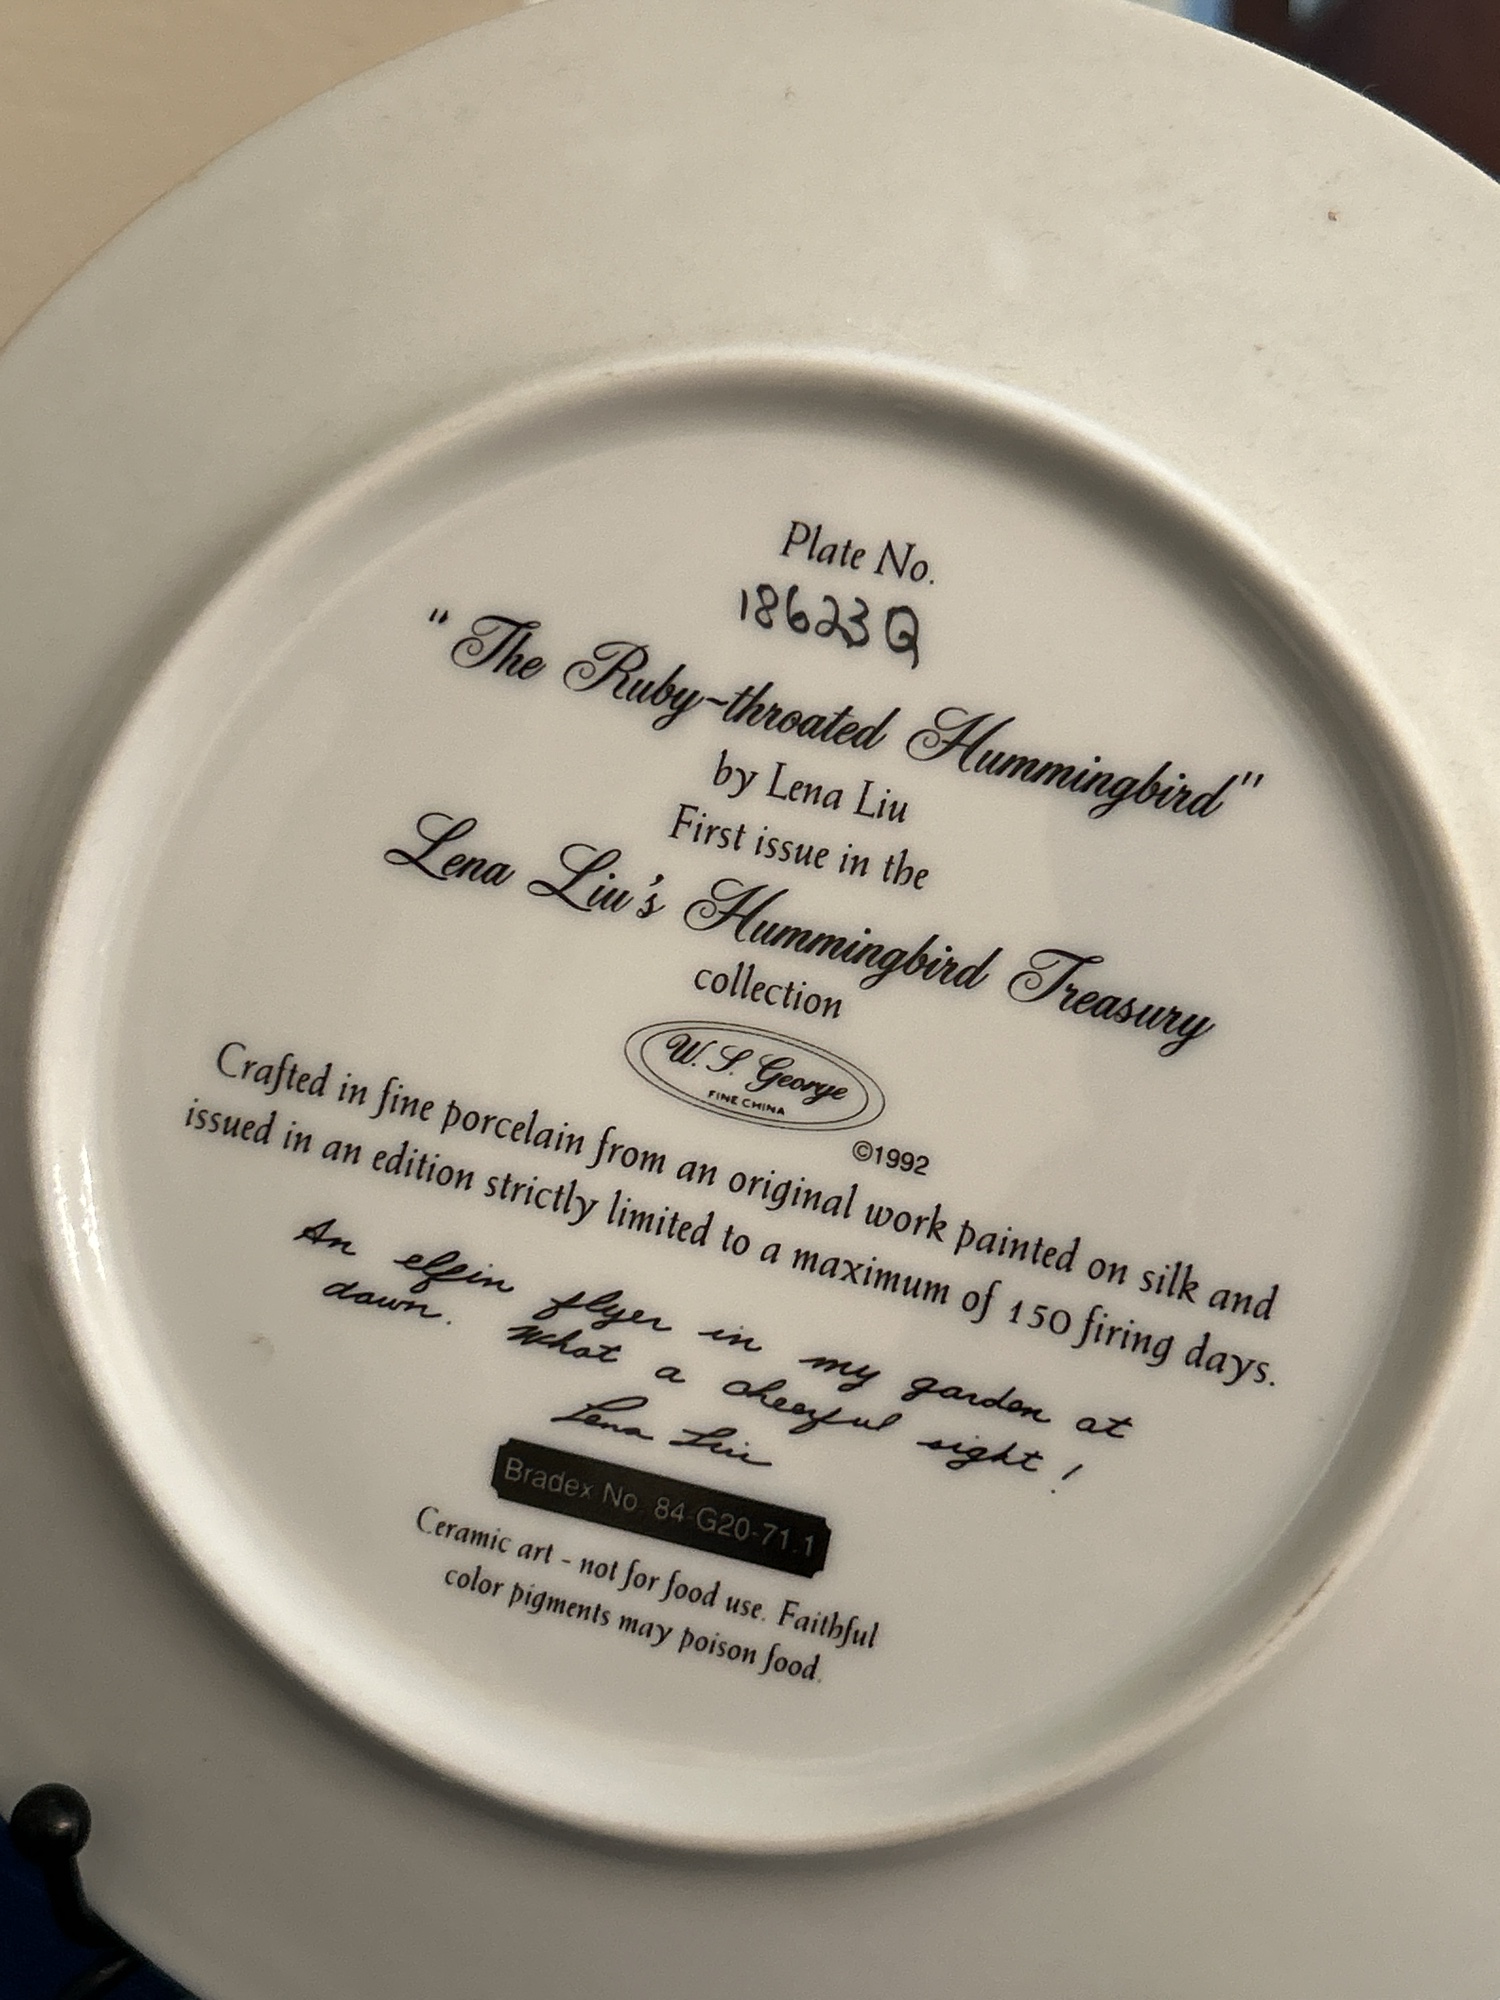 Plate No.
18623Q
"The Ruby-throated Hummingbird"
by Lena Liu
First issue in the
Lena Liu's Hummingbird Treasury
collection
W. S. George
FINE CHINA
©1992
Crafted in fine porcelain from an original work painted on silk and
issued in an edition strictly limited to a maximum of 150 firing days.
An elfin flyer in my garden at
dawn. What a cheerful sight!
Lena Liu
Bradex No. 84-G20-71.1
Ceramic art - not for food use. Faithful
color pigments may poison food.